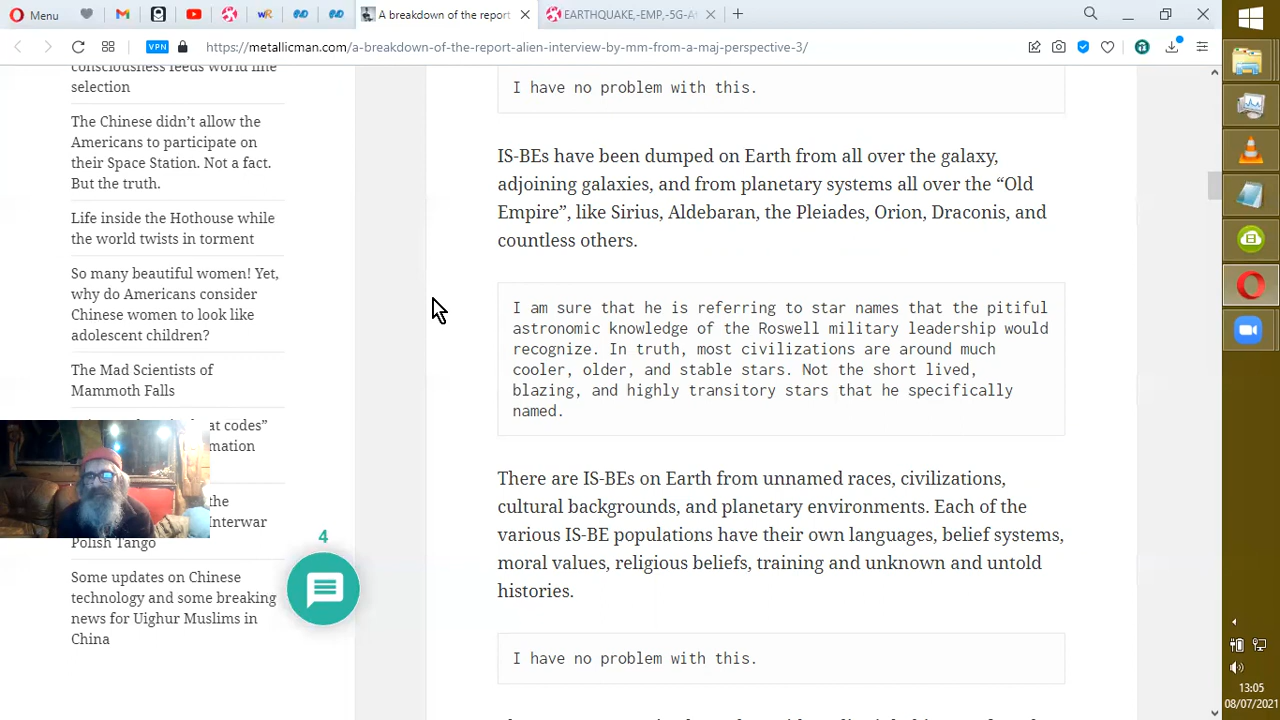 Menu
A breakdown of the report
EARTHQUAKE,-EMP,-5G-A
VPN
https://metallicman.com/a-breakdown-of-the-report-alien-interview-by-mm-from-a-maj-perspective-3/
consciousness feeds world line
selection
The Chinese didn’t allow the
Americans to participate on
their Space Station. Not a fact.
But the truth.
Life inside the Hothouse while
the world twists in torment
So many beautiful women! Yet,
why do Americans consider
Chinese women to look like
adolescent children?
The Mad Scientists of
Mammoth Falls
at codes”
mation
the
Interwar
Polish Tango
Some updates on Chinese
technology and some breaking
news for Uighur Muslims in
China
4
I have no problem with this.
IS-BEs have been dumped on Earth from all over the galaxy,
adjoining galaxies, and from planetary systems all over the “Old
Empire”, like Sirius, Aldebaran, the Pleiades, Orion, Draconis, and
countless others.
I am sure that he is referring to star names that the pitiful
astronomic knowledge of the Roswell military leadership would
recognize. In truth, most civilizations are around much
cooler, older, and stable stars. Not the short lived,
blazing, and highly transitory stars that he specifically
named.
There are IS-BEs on Earth from unnamed races, civilizations,
cultural backgrounds, and planetary environments. Each of the
various IS-BE populations have their own languages, belief systems,
moral values, religious beliefs, training and unknown and untold
histories.
I have no problem with this.
13:05
08/07/2021